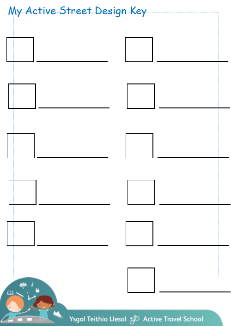 My Active Street Design Key
Ysgol Teithio Llesol Active Travel School